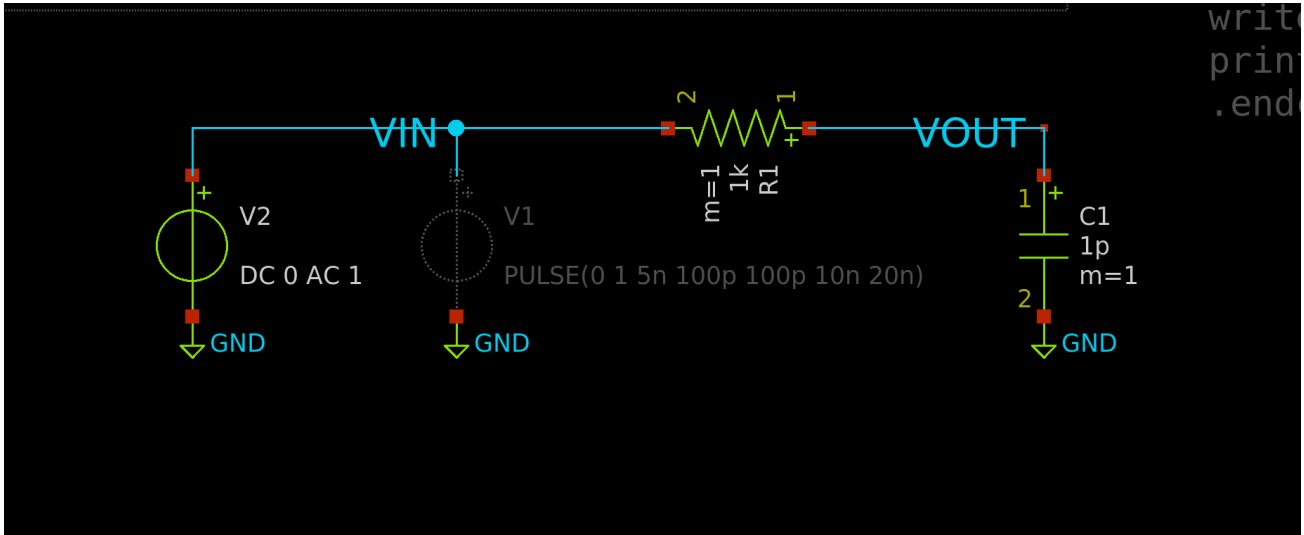 2
1
VIN
VOUT
+
+
m=1
1k
R1
1
+
C1
V2
V1
1p
DC 0 AC 1
PULSE(0 1 5n 100p 100p 10n 20n)
m=1
2
GND
GND
GND